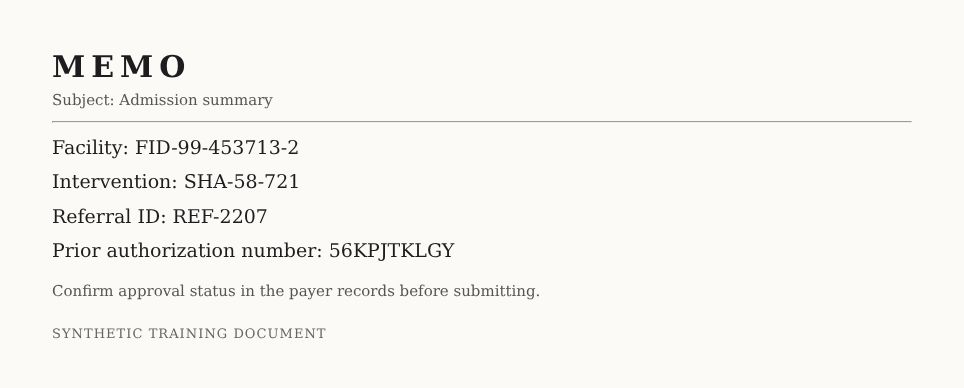 MEMO
Subject: Admission summary
Facility: FID-99-453713-2
Intervention: SHA-58-721
Referral ID: REF-2207
Prior authorization number: 56KPJTKLGY
Confirm approval status in the payer records before submitting.
SYNTHETIC TRAINING DOCUMENT